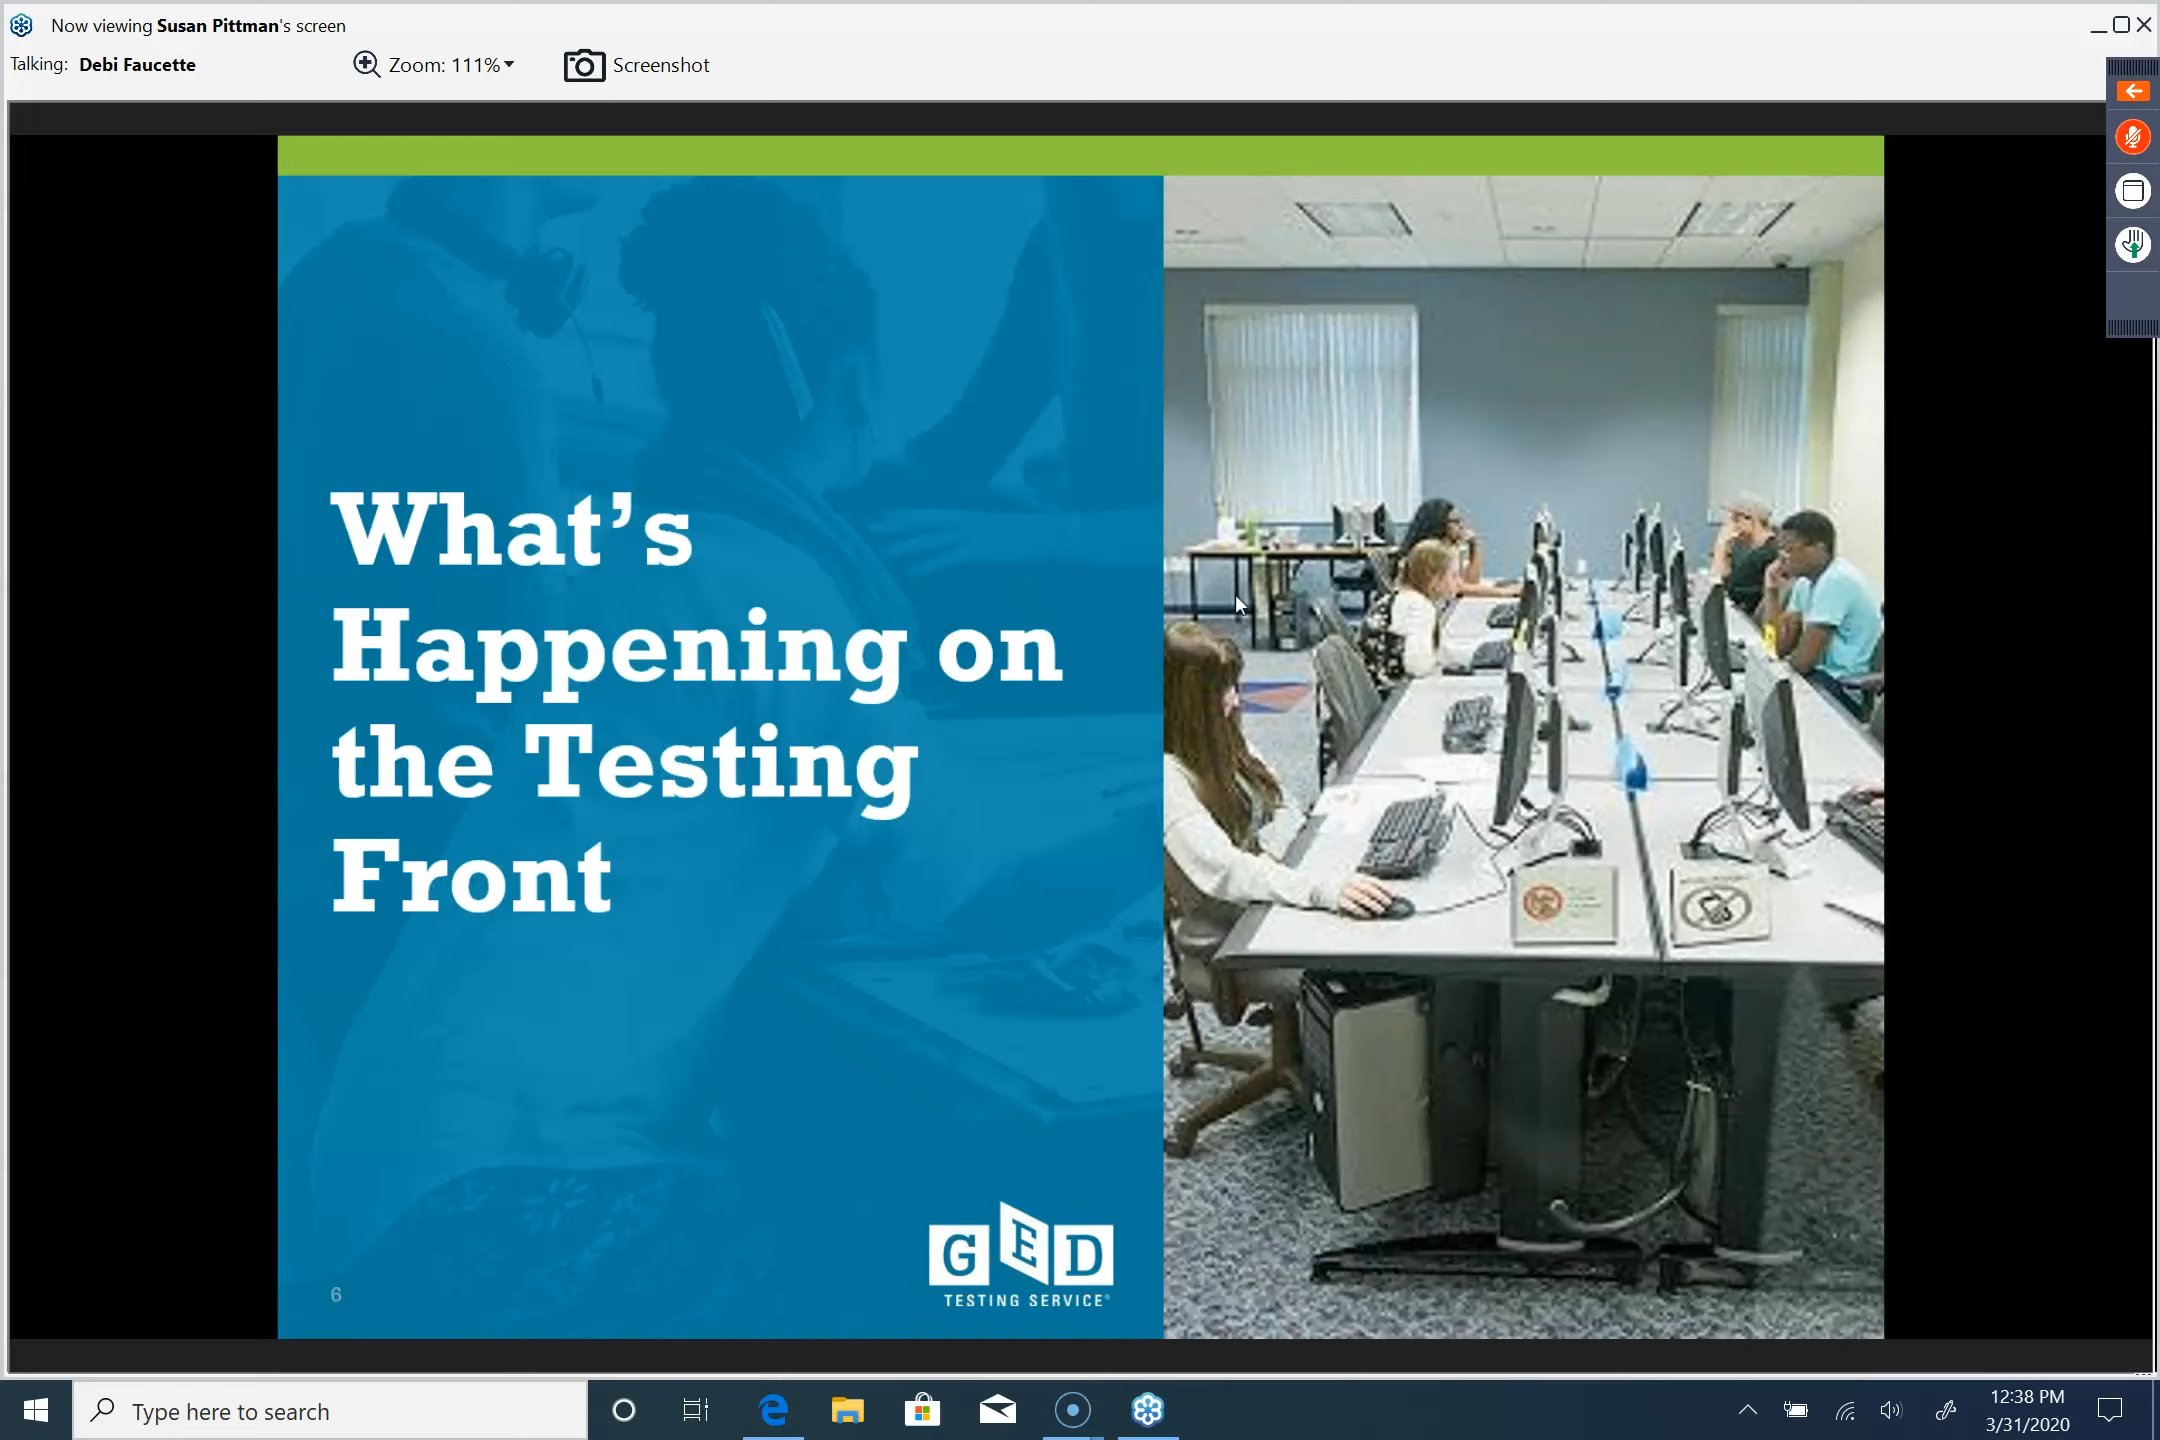 Now viewing Susan Pittman's screen
Talking: Debi Faucette
Zoom: 111%
Screenshot
What's
Happening on
the Testing
Front
GED
TESTING SERVICE®
6
Type here to search
12:38 PM
3/31/2020